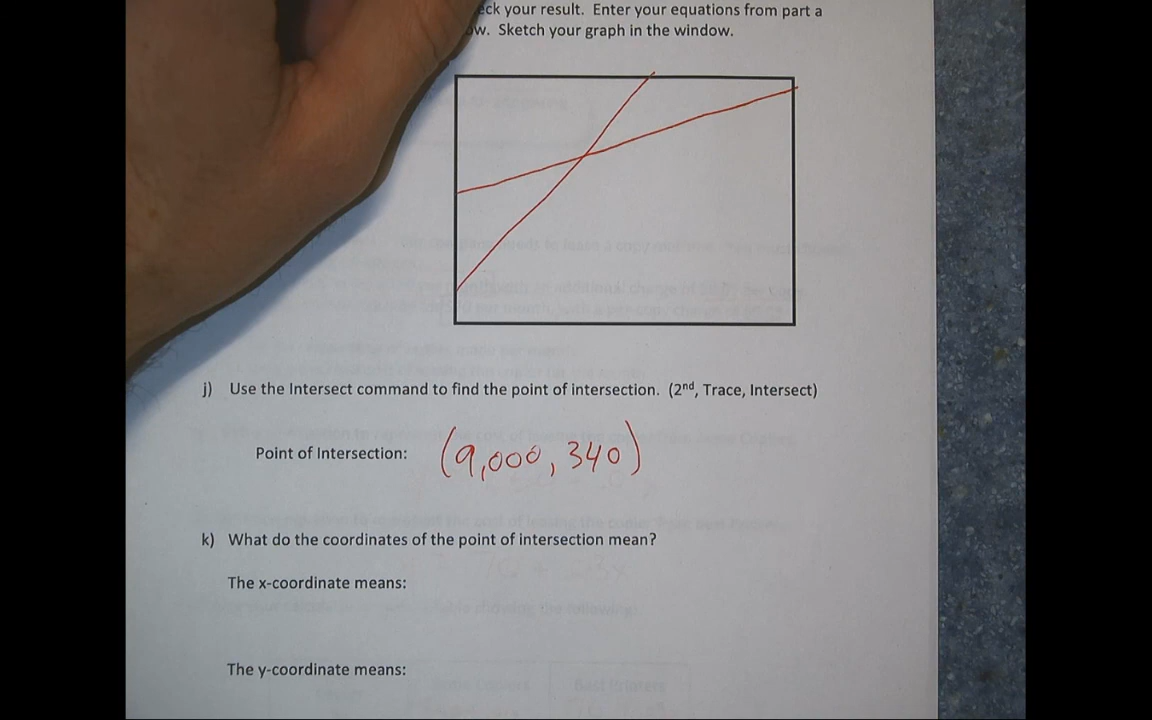 your result. Enter your equations from part a
Sketch your graph in the window.
j) Use the Intersect command to find the point of intersection. (2nd, Trace, Intersect)
Point of Intersection: (9,000, 340)
k) What do the coordinates of the point of intersection mean?
The x-coordinate means:
The y-coordinate means: